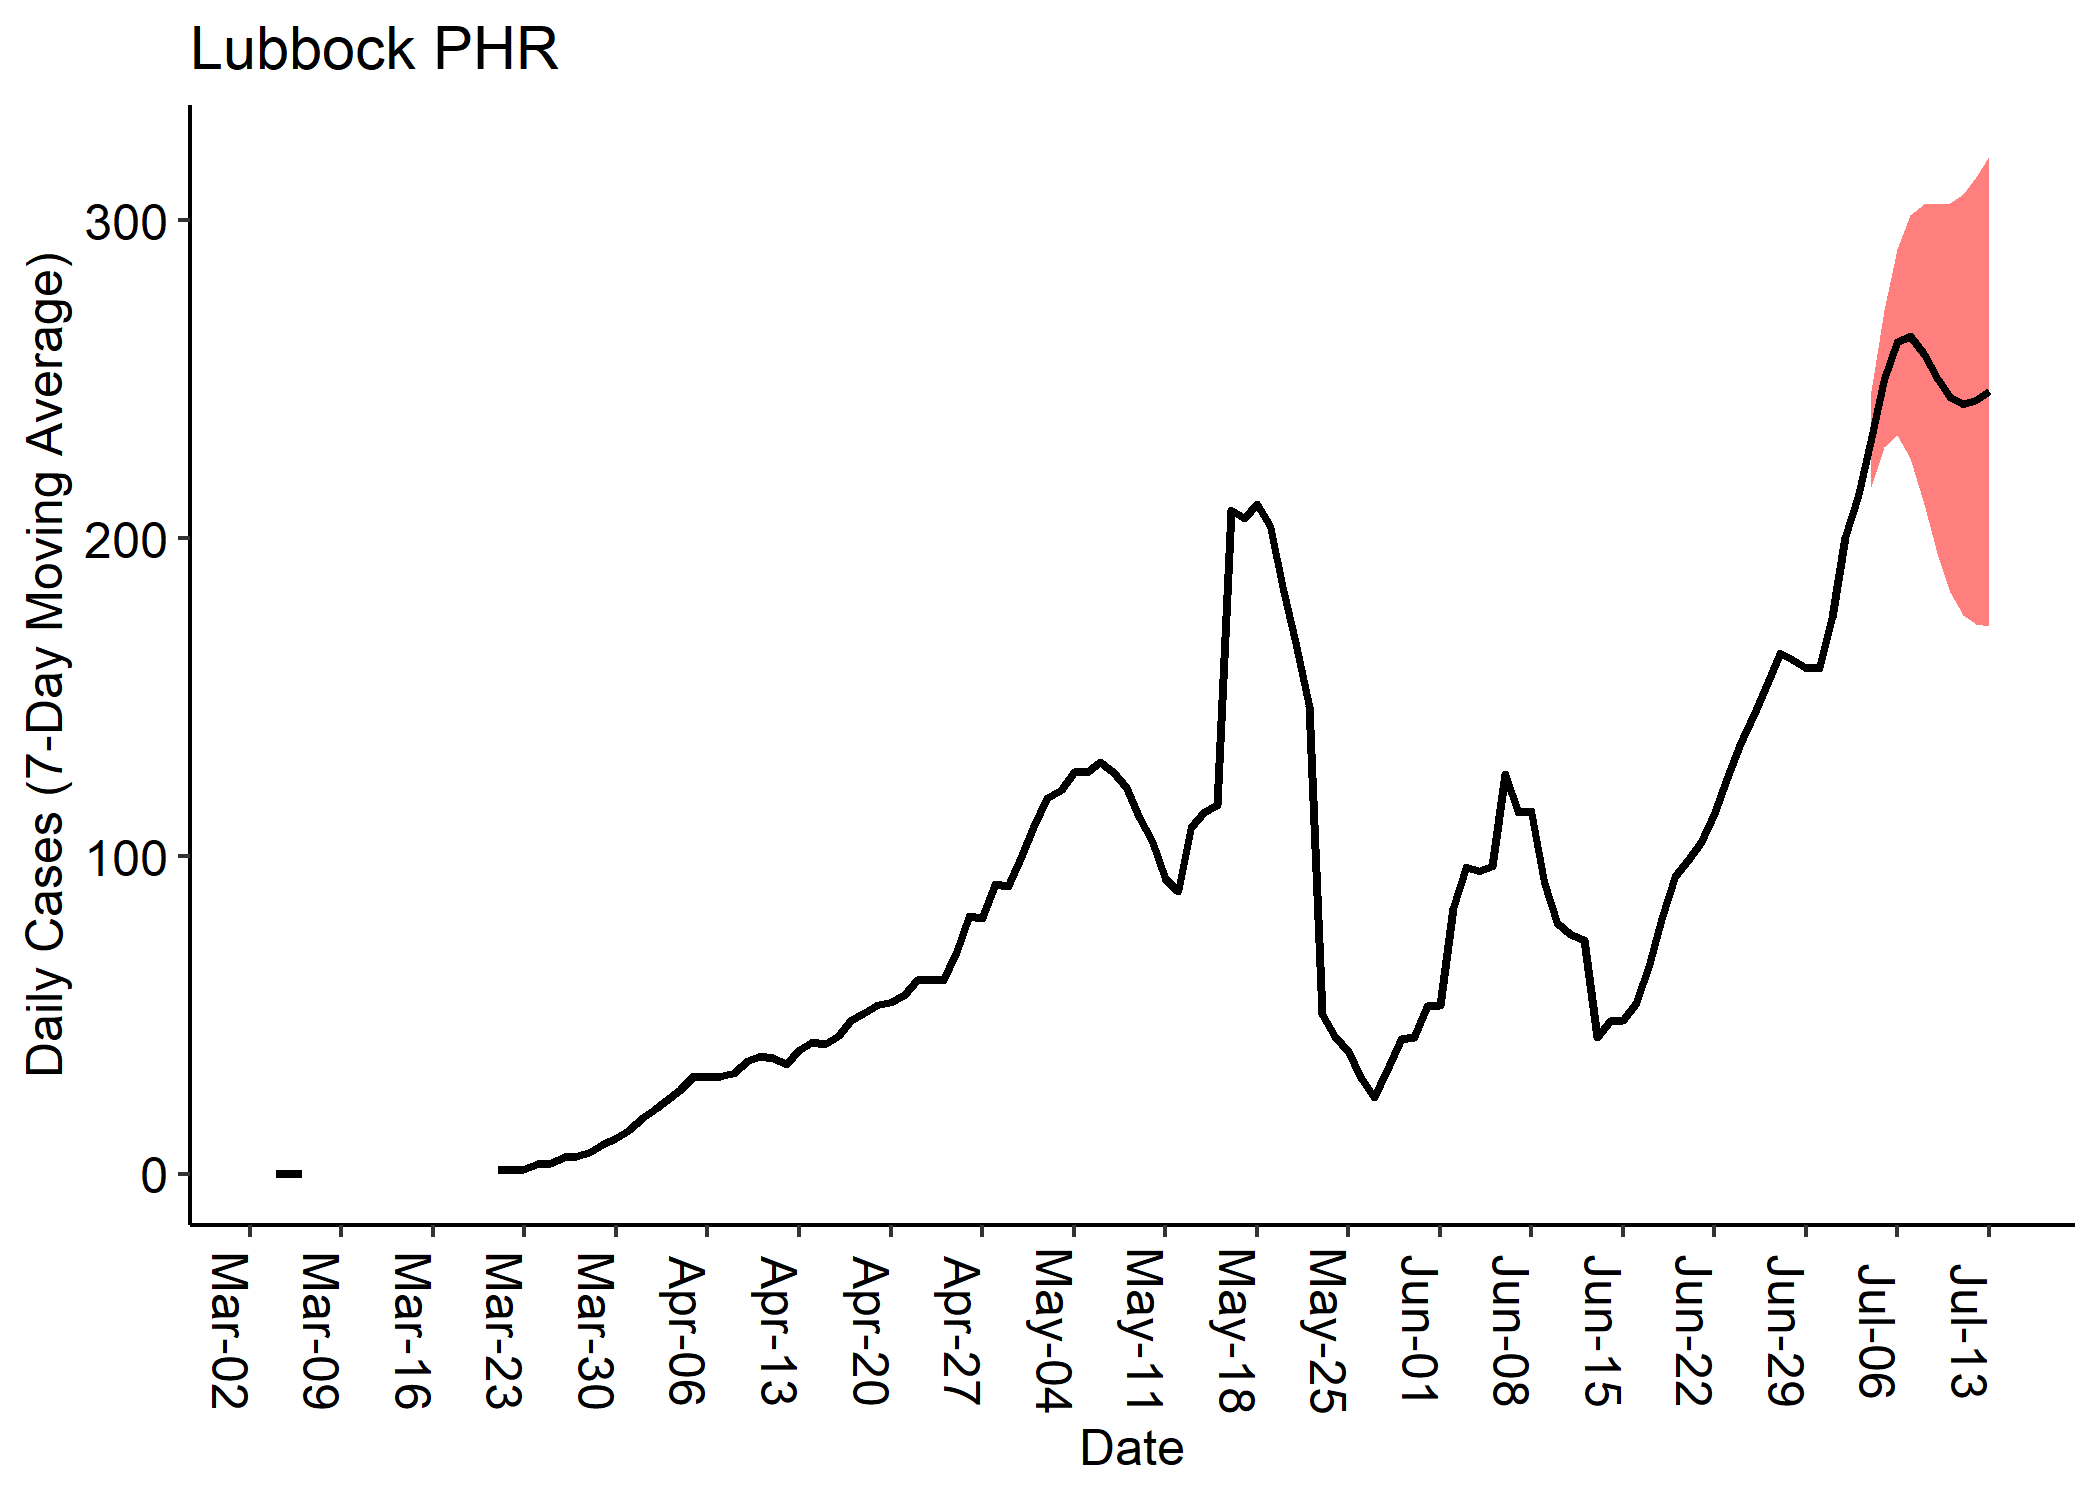 Lubbock PHR
Daily Cases (7-Day Moving Average)
300
200
100
0
Mar-02
Mar-09
Mar-16
Mar-23
Mar-30
Apr-06
Apr-13
Apr-20
Apr-27
May-04
May-11
May-18
May-25
Jun-01
Jun-08
Jun-15
Jun-22
Jun-29
Jul-06
Jul-13
Date